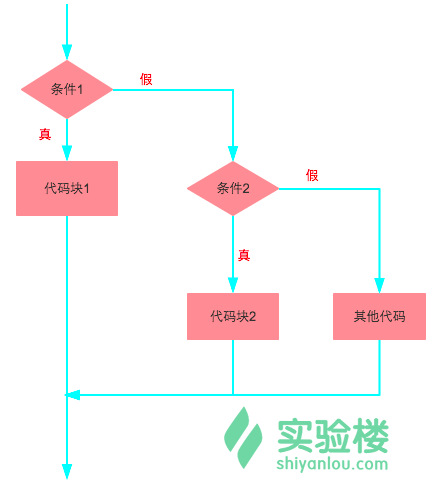 条件1
假
真
代码块1
条件2
假
真
代码块2
其他代码
实验楼
shiyanlou.com